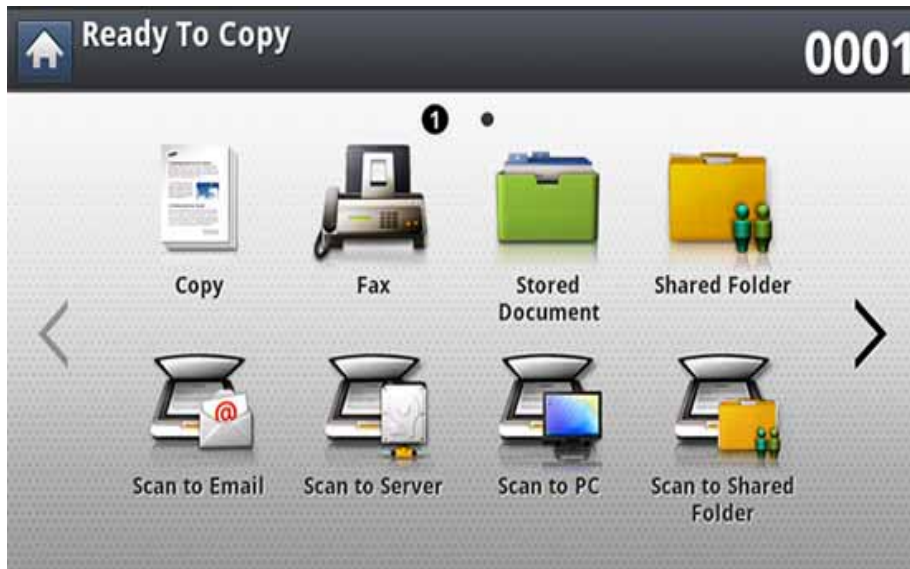 Ready To Copy
0001
1
Copy
Fax
Stored
Document
Shared Folder
Scan to Email
@
Scan to Server
Scan to PC
Scan to Shared
Folder